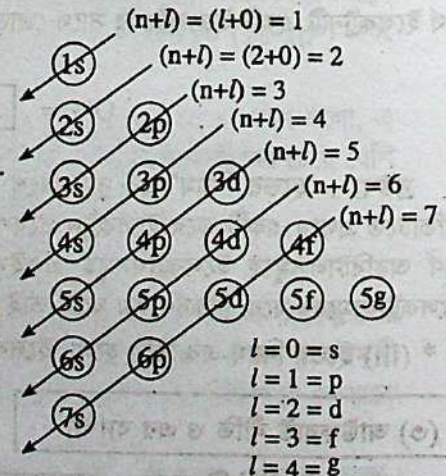 (n+l) = (l+0) = 1
1s
(n+l) = (2+0) = 2
2s 2p
(n+l) = 3
(n+l) = 4
3s 3p 3d
(n+l) = 5
(n+l) = 6
4s 4p 4d 4f
(n+l) = 7
5s 5p 5d 5f 5g
6s 6p
7s
l = 0 = s
l = 1 = p
l = 2 = d
l = 3 = f
l = 4 = g